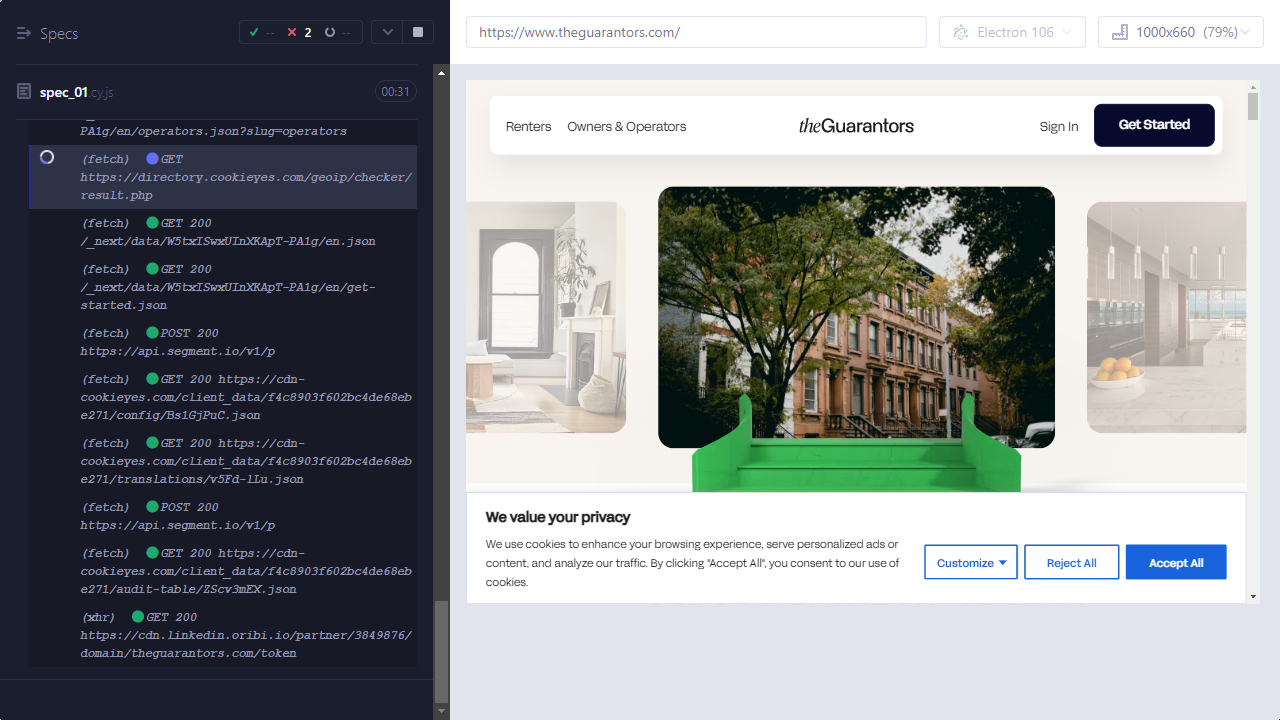 Specs
-- 2 --
spec_01.cy.js
00:31
PA1g/en/operators.json?slug=operators
(fetch) GET
https://directory.cookieyes.com/geoip/checker/
result.php
(fetch) GET 200
/_next/data/W5txISwxUInXKApT-PA1g/en.json
(fetch) GET 200
/_next/data/W5txISwxUInXKApT-PA1g/en/get-
started.json
(fetch) POST 200
https://api.segment.io/v1/p
(fetch) GET 200 https://cdn-
cookieyes.com/client_data/f4c8903f602bc4de68eb
e271/config/Bs1GjPuC.json
(fetch) GET 200 https://cdn-
cookieyes.com/client_data/f4c8903f602bc4de68eb
e271/translations/v5Fd-lLu.json
(fetch) POST 200
https://api.segment.io/v1/p
(fetch) GET 200 https://cdn-
cookieyes.com/client_data/f4c8903f602bc4de68eb
e271/audit-table/ZScv3mEX.json
(xhr) GET 200
https://cdn.linkedin.oribi.io/partner/3849876/
domain/theguarantors.com/token
https://www.theguarantors.com/
Electron 106
1000x660 (79%)
Renters Owners & Operators
theGuarantors
Sign In
Get Started
We value your privacy
We use cookies to enhance your browsing experience, serve personalized ads or
content, and analyze our traffic. By clicking "Accept All", you consent to our use of
cookies.
Customize
Reject All
Accept All